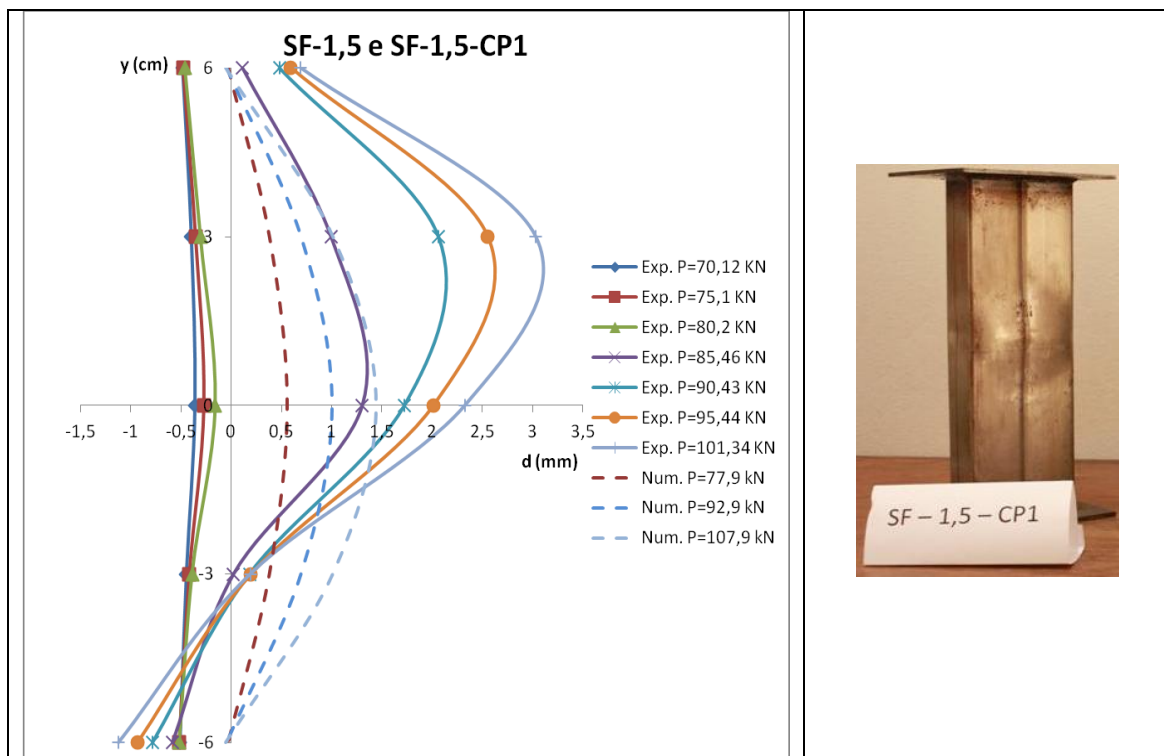 SF-1,5 e SF-1,5-CP1
y (cm)
6
3
0
-3
-6
-1,5 -1 -0,5 0 0,5 1 1,5 2 2,5 3 3,5
d (mm)
Exp. P=70,12 KN
Exp. P=75,1 KN
Exp. P=80,2 KN
Exp. P=85,46 KN
Exp. P=90,43 KN
Exp. P=95,44 KN
Exp. P=101,34 KN
Num. P=77,9 kN
Num. P=92,9 kN
Num. P=107,9 kN
SF – 1,5 – CP1